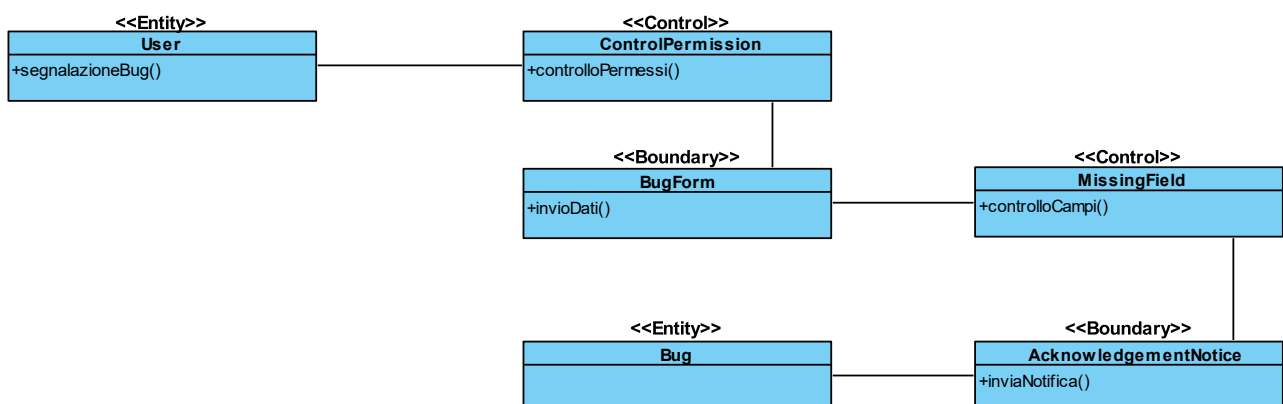 <<Entity>>
User
+segnalazioneBug()
<<Control>>
ControlPermission
+controlloPermessi()
<<Boundary>>
BugForm
+invioDati()
<<Control>>
MissingField
+controlloCampi()
<<Entity>>
Bug
<<Boundary>>
AcknowledgementNotice
+inviaNotifica()